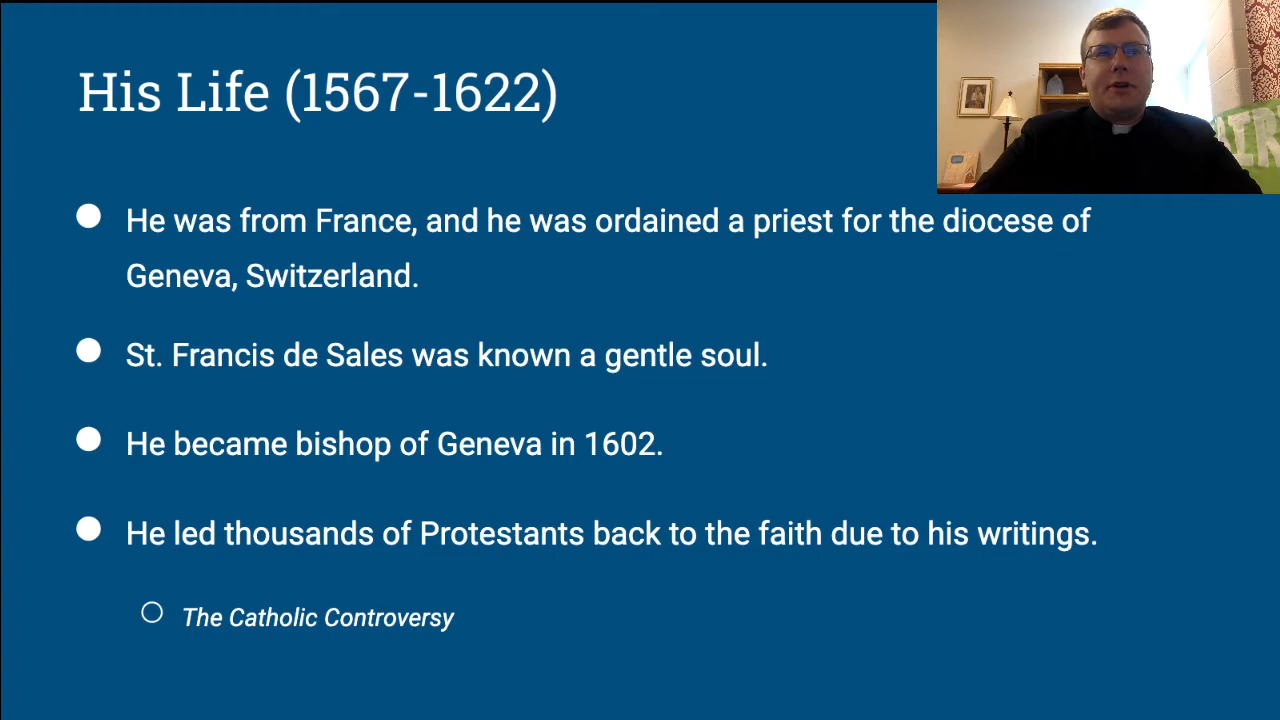 His Life (1567-1622)
He was from France, and he was ordained a priest for the diocese of
Geneva, Switzerland.
St. Francis de Sales was known a gentle soul.
He became bishop of Geneva in 1602.
He led thousands of Protestants back to the faith due to his writings.
The Catholic Controversy